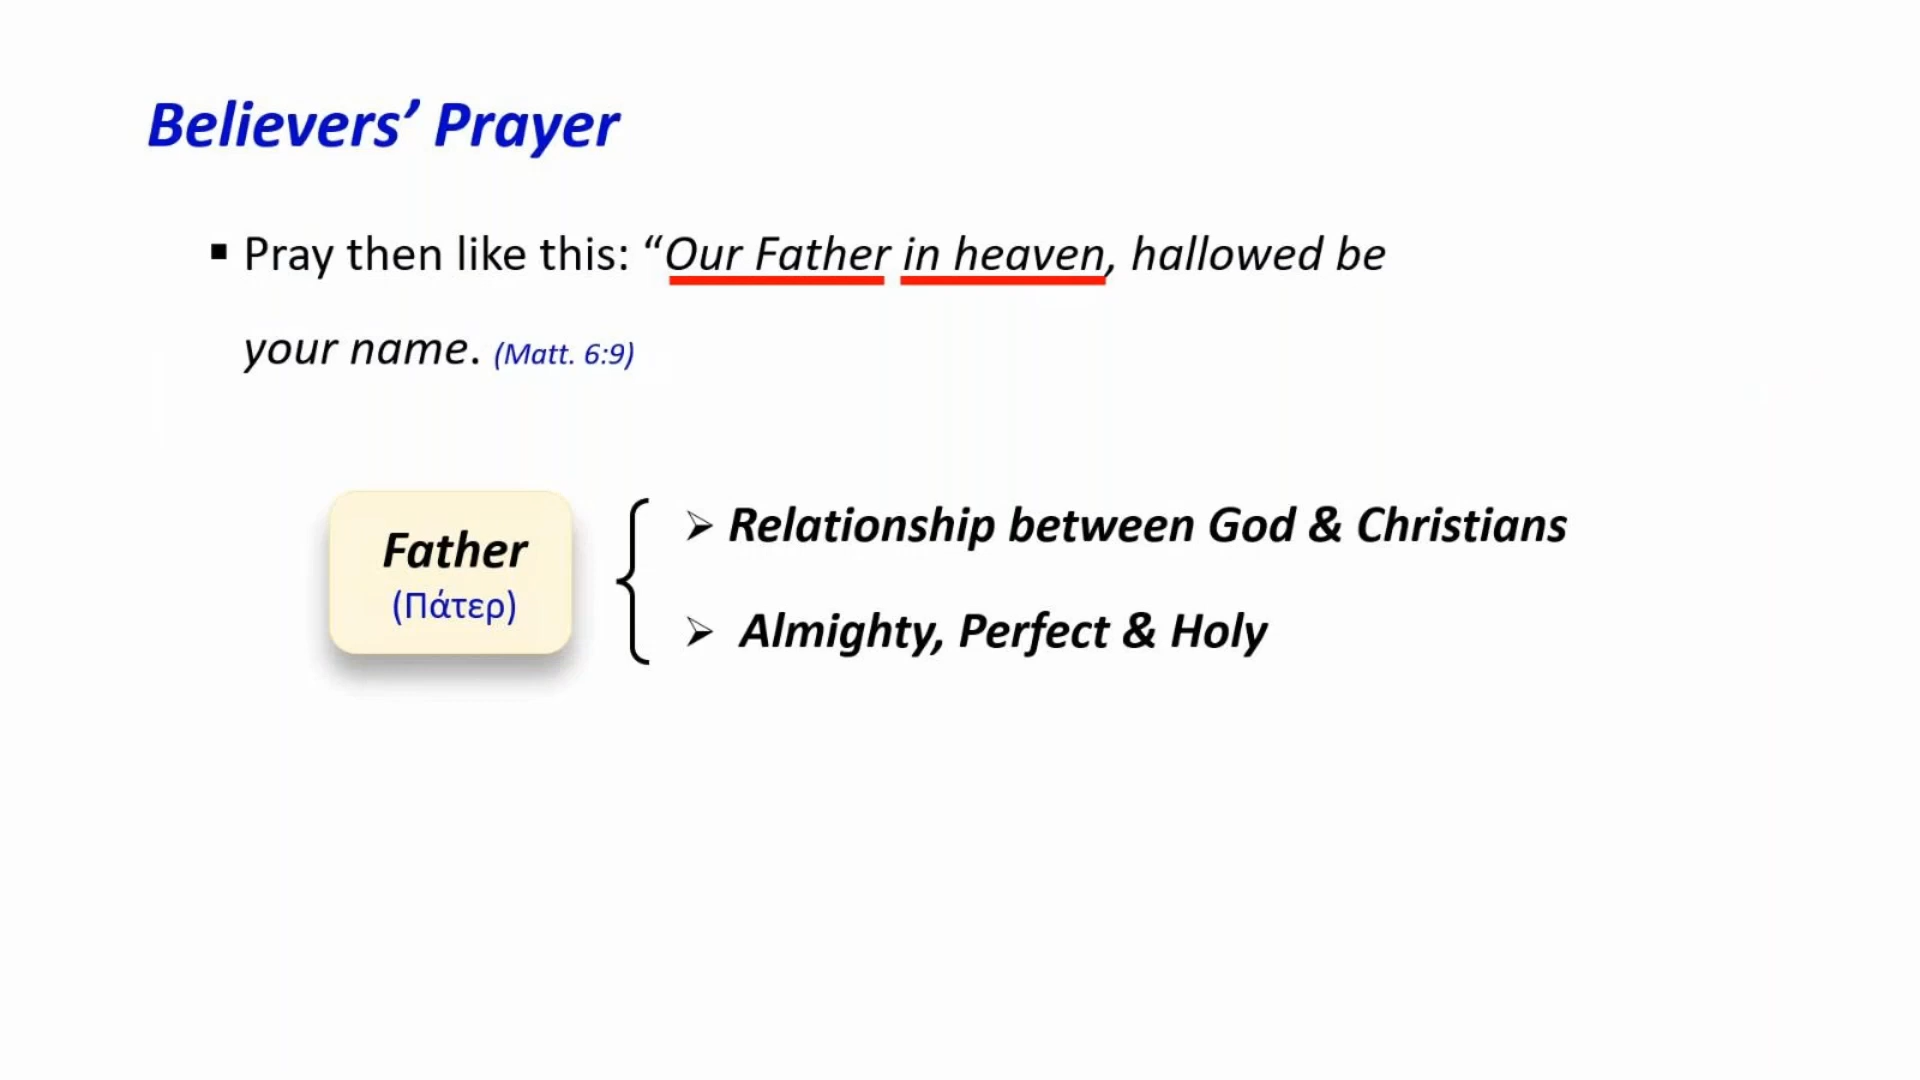 Believers’ Prayer
▪ Pray then like this: “Our Father in heaven, hallowed be
your name. (Matt. 6:9)
Father
(Πάτερ)
➢ Relationship between God & Christians
➢ Almighty, Perfect & Holy